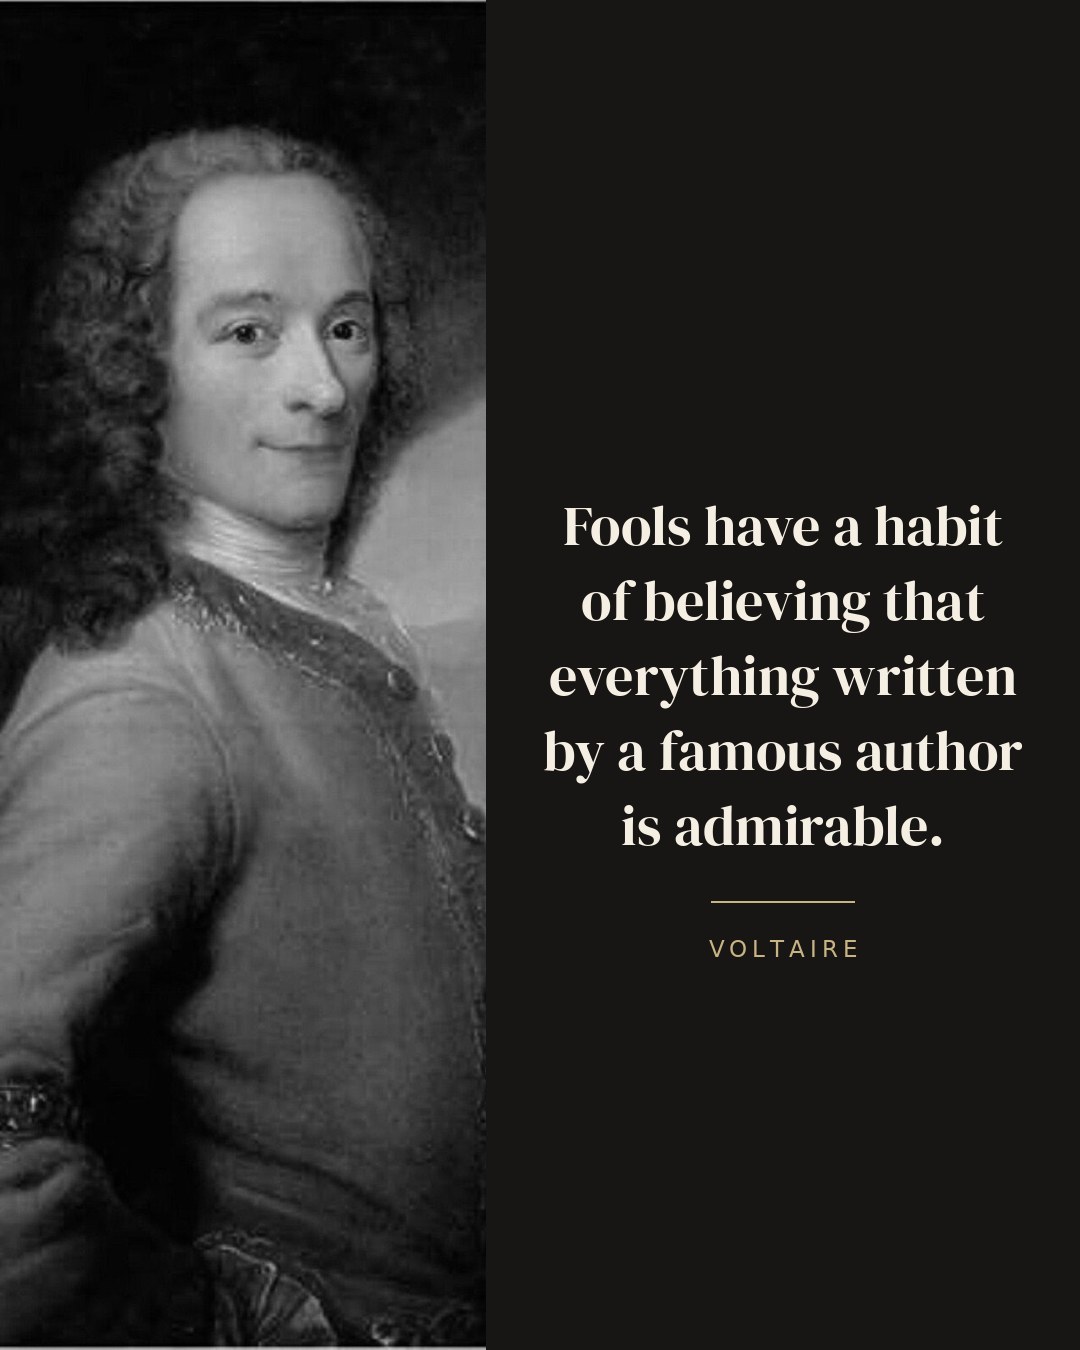 Fools have a habit
of believing that
everything written
by a famous author
is admirable.
VOLTAIRE